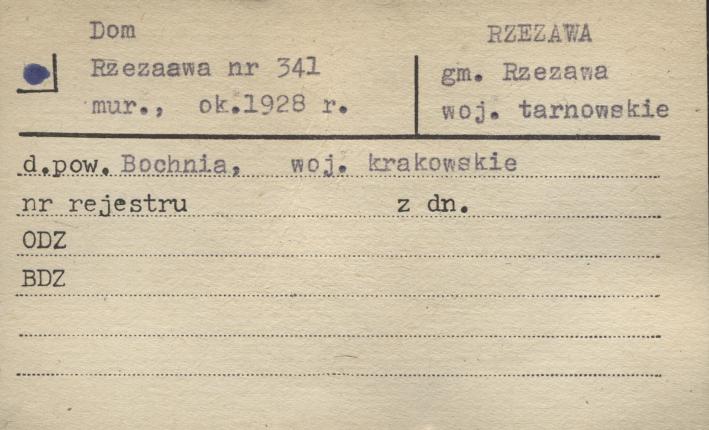 Dom
Rzezaawa nr 341
mur., ok.1928 r.
RZEZAWA
gm. Rzezawa
woj. tarnowskie
d.pow. Bochnia, woj. krakowskie
nr rejestru z dn.
ODZ
BDZ